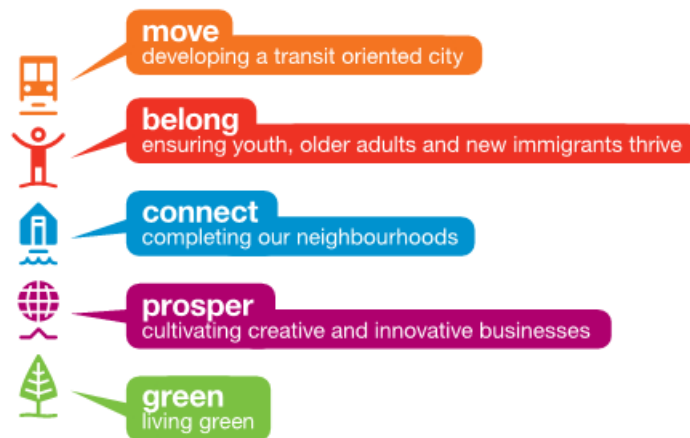 move
developing a transit oriented city
belong
ensuring youth, older adults and new immigrants thrive
connect
completing our neighbourhoods
prosper
cultivating creative and innovative businesses
green
living green